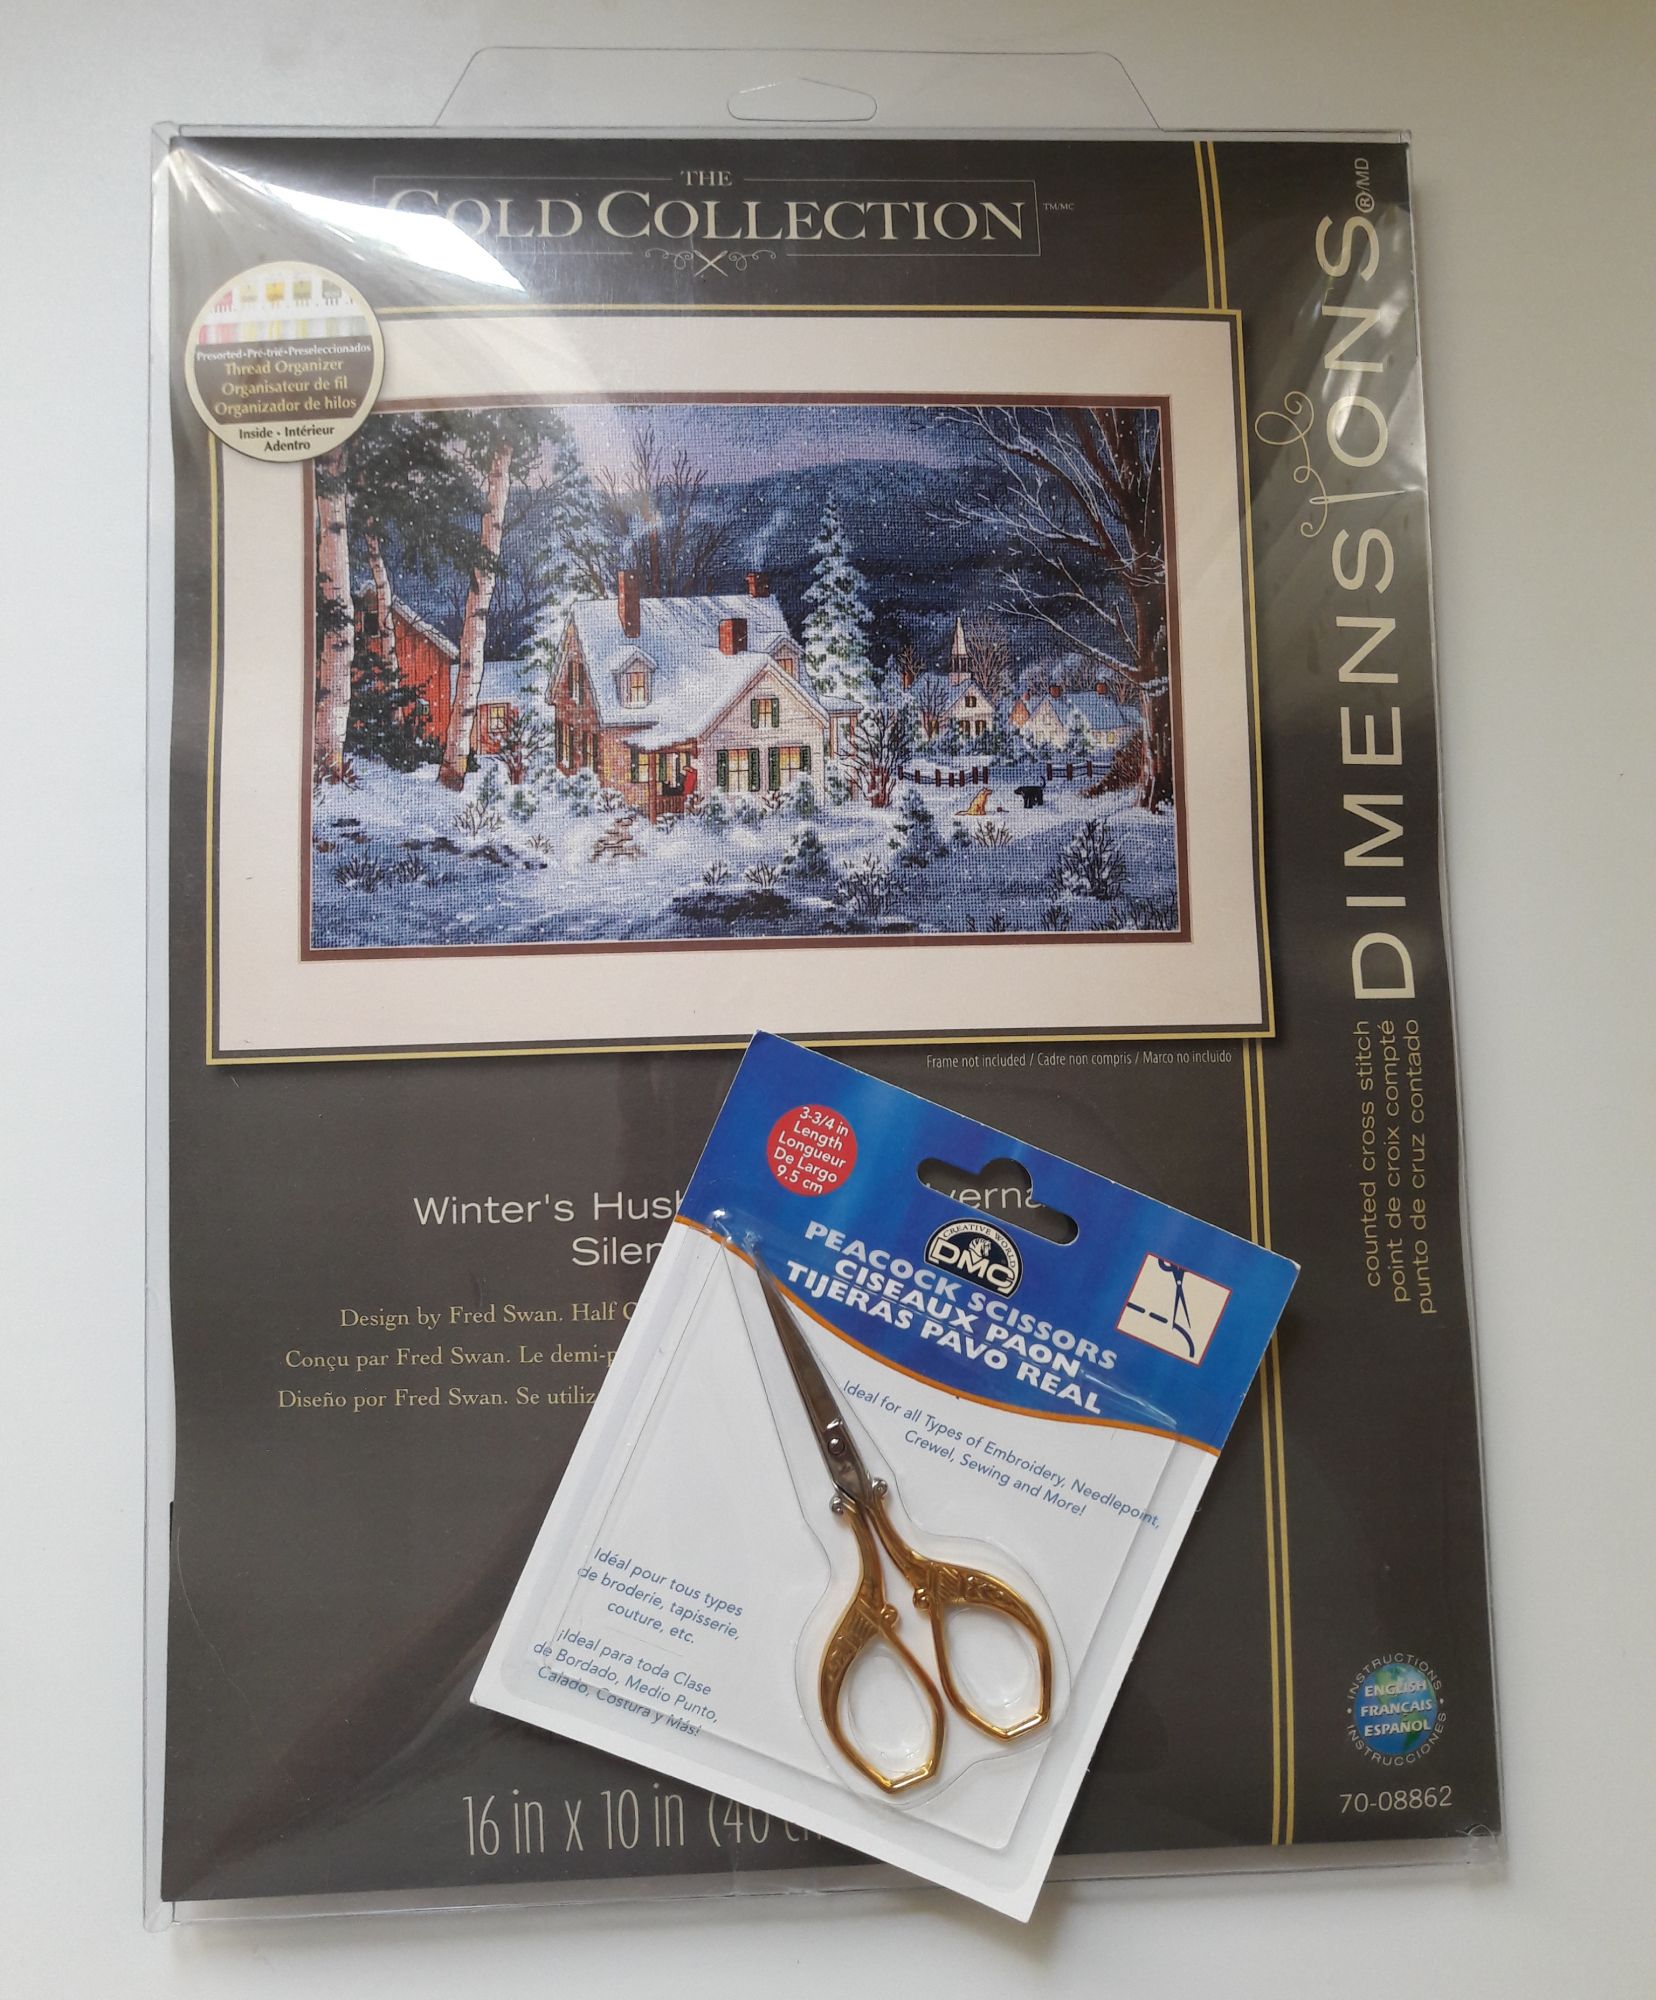 THE
GOLD COLLECTION TM/MC
Presorted•Pré-trié•Preseleccionados
Thread Organizer
Organisateur de fil
Organizador de hilos
Inside • Intérieur
Adentro
DIMENSIONS®/MD
counted cross stitch
point de croix compté
punto de cruz contado
Frame not included / Cadre non compris / Marco no incluido
Winter's
Design by Fred Swan. Half
Conçu par Fred Swan. Le
Diseño por Fred Swan. Se
3-3/4 in
Length
Longueur
De Largo
9.5 cm
CREATIVE WORLD
DMC
PEACOCK SCISSORS
CISEAUX PAON
TIJERAS PAVO REAL
Ideal for all Types of Embroidery, Needlepoint,
Crewel, Sewing and More!
Idéal pour tous types
de broderie, tapisserie,
couture, etc.
¡Ideal para toda Clase
de Bordado, Medio Punto,
Calado, Costura y Más!
16 in x 10 in (40
INSTRUCTIONS
ENGLISH
FRANÇAIS
ESPAÑOL
INSTRUCCIONES
70-08862